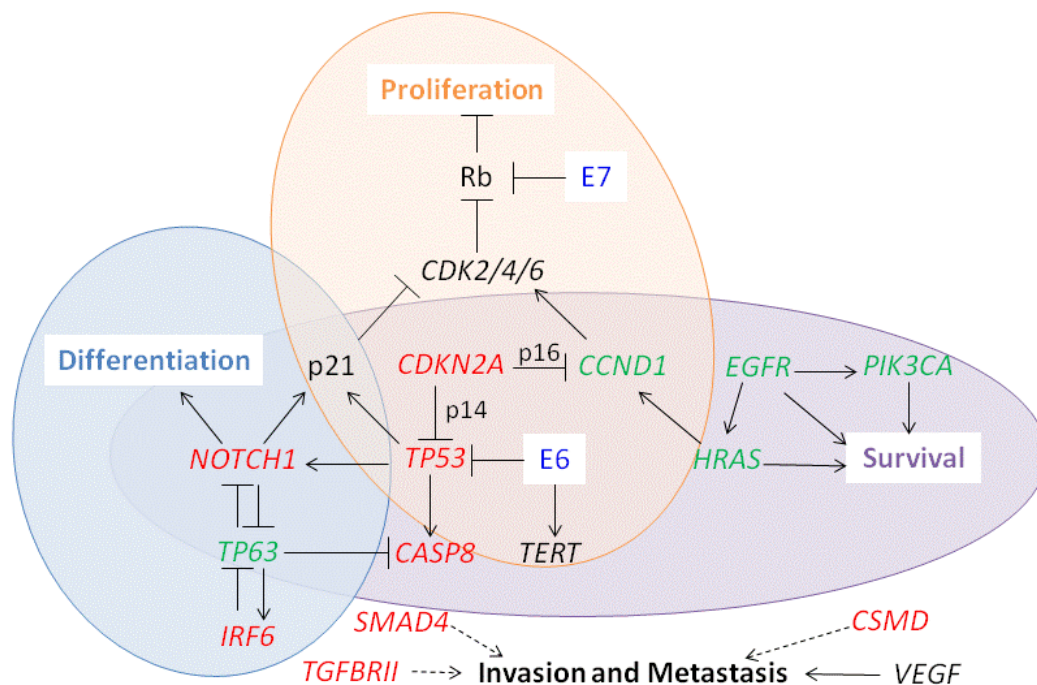 Proliferation
Rb
E7
CDK2/4/6
Differentiation
p21
CDKN2A
p16
CCND1
EGFR
PIK3CA
p14
NOTCH1
TP53
E6
HRAS
Survival
TP63
CASP8
TERT
IRF6
SMAD4
CSMD
TGFBRII
Invasion and Metastasis
VEGF